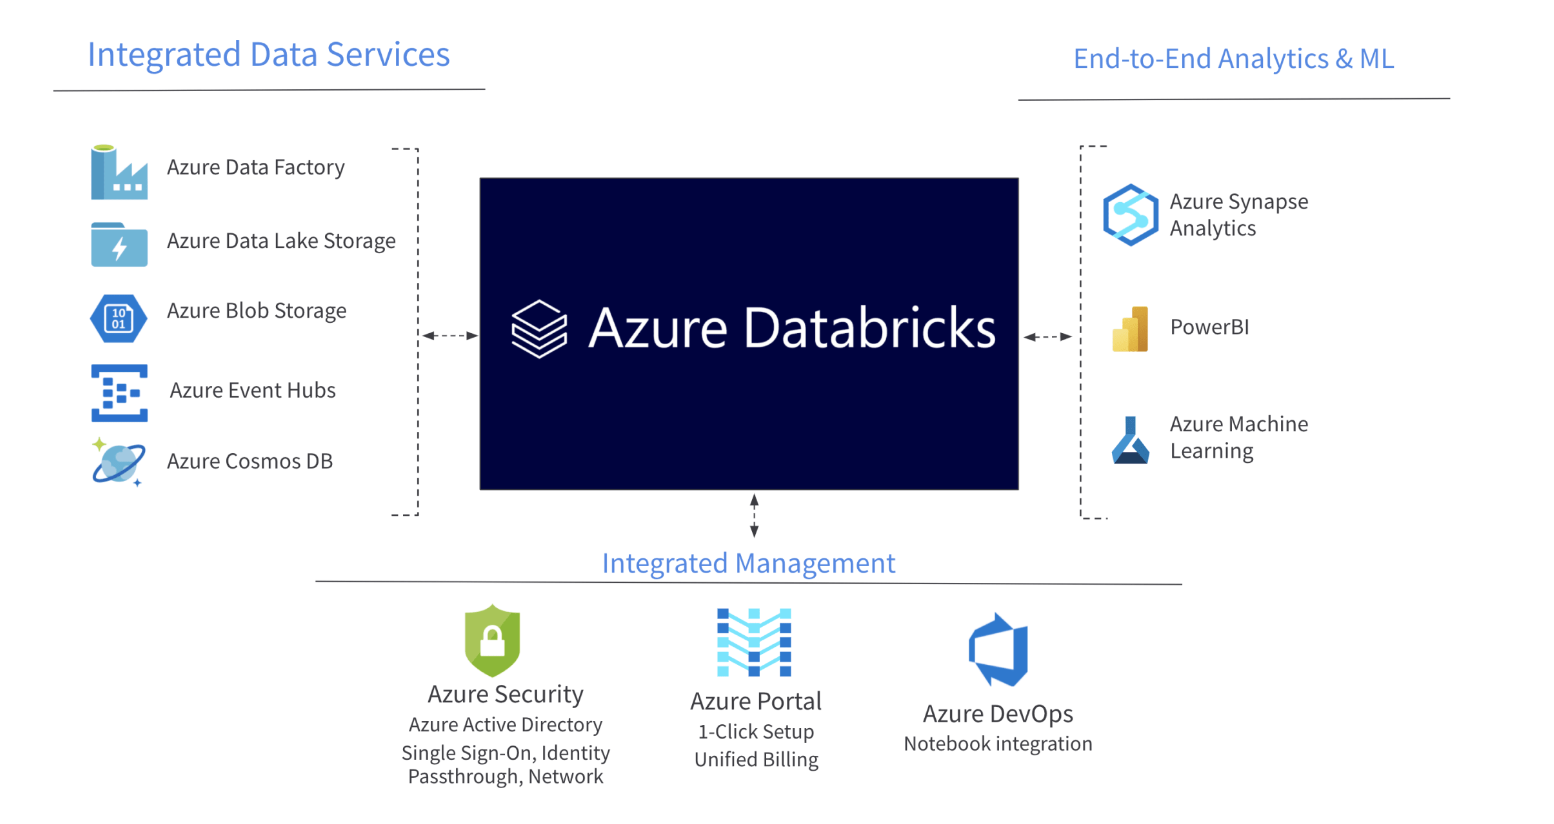 Integrated Data Services
End-to-End Analytics & ML
Azure Data Factory
Azure Data Lake Storage
Azure Blob Storage
10
01
Azure Event Hubs
Azure Cosmos DB
Azure Databricks
Azure Synapse
Analytics
PowerBI
Azure Machine
Learning
Integrated Management
Azure Security
Azure Active Directory
Single Sign-On, Identity
Passthrough, Network
Azure Portal
1-Click Setup
Unified Billing
Azure DevOps
Notebook integration